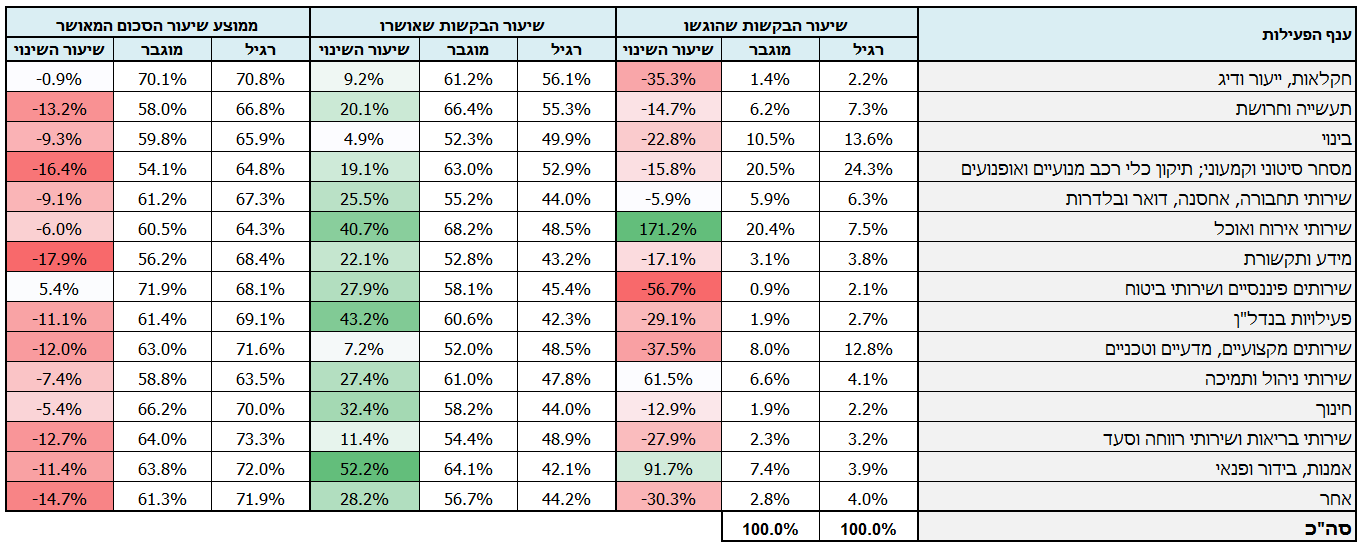 ענף הפעילות שיעור הבקשות שהוגשו שיעור הבקשות שאושרו ממוצע שיעור הסכום המאושר
רגיל מוגבר שיעור השינוי רגיל מוגבר שיעור השינוי רגיל מוגבר שיעור השינוי
חקלאות, ייעור ודיג 2.2% 1.4% -35.3% 56.1% 61.2% 9.2% 70.8% 70.1% -0.9%
תעשייה וחרושת 7.3% 6.2% -14.7% 55.3% 66.4% 20.1% 66.8% 58.0% -13.2%
בינוי 13.6% 10.5% -22.8% 49.9% 52.3% 4.9% 65.9% 59.8% -9.3%
מסחר סיטוני וקמעוני; תיקון כלי רכב מנועיים ואופנועים 24.3% 20.5% -15.8% 52.9% 63.0% 19.1% 64.8% 54.1% -16.4%
שירותי תחבורה, אחסנה, דואר ובלדרות 6.3% 5.9% -5.9% 44.0% 55.2% 25.5% 67.3% 61.2% -9.1%
שירותי אירוח ואוכל 7.5% 20.4% 171.2% 48.5% 68.2% 40.7% 64.3% 60.5% -6.0%
מידע ותקשורת 3.8% 3.1% -17.1% 43.2% 52.8% 22.1% 68.4% 56.2% -17.9%
שירותים פיננסיים ושירותי ביטוח 2.1% 0.9% -56.7% 45.4% 58.1% 27.9% 68.1% 71.9% 5.4%
פעילויות בנדל"ן 2.7% 1.9% -29.1% 42.3% 60.6% 43.2% 69.1% 61.4% -11.1%
שירותים מקצועיים, מדעיים וטכניים 12.8% 8.0% -37.5% 48.5% 52.0% 7.2% 71.6% 63.0% -12.0%
שירותי ניהול ותמיכה 4.1% 6.6% 61.5% 47.8% 61.0% 27.4% 63.5% 58.8% -7.4%
חינוך 2.2% 1.9% -12.9% 44.0% 58.2% 32.4% 70.0% 66.2% -5.4%
שירותי בריאות ושירותי רווחה וסעד 3.2% 2.3% -27.9% 48.9% 54.4% 11.4% 73.3% 64.0% -12.7%
אמנות, בידור ופנאי 3.9% 7.4% 91.7% 42.1% 64.1% 52.2% 72.0% 63.8% -11.4%
אחר 4.0% 2.8% -30.3% 44.2% 56.7% 28.2% 71.9% 61.3% -14.7%
סה"כ 100.0% 100.0%